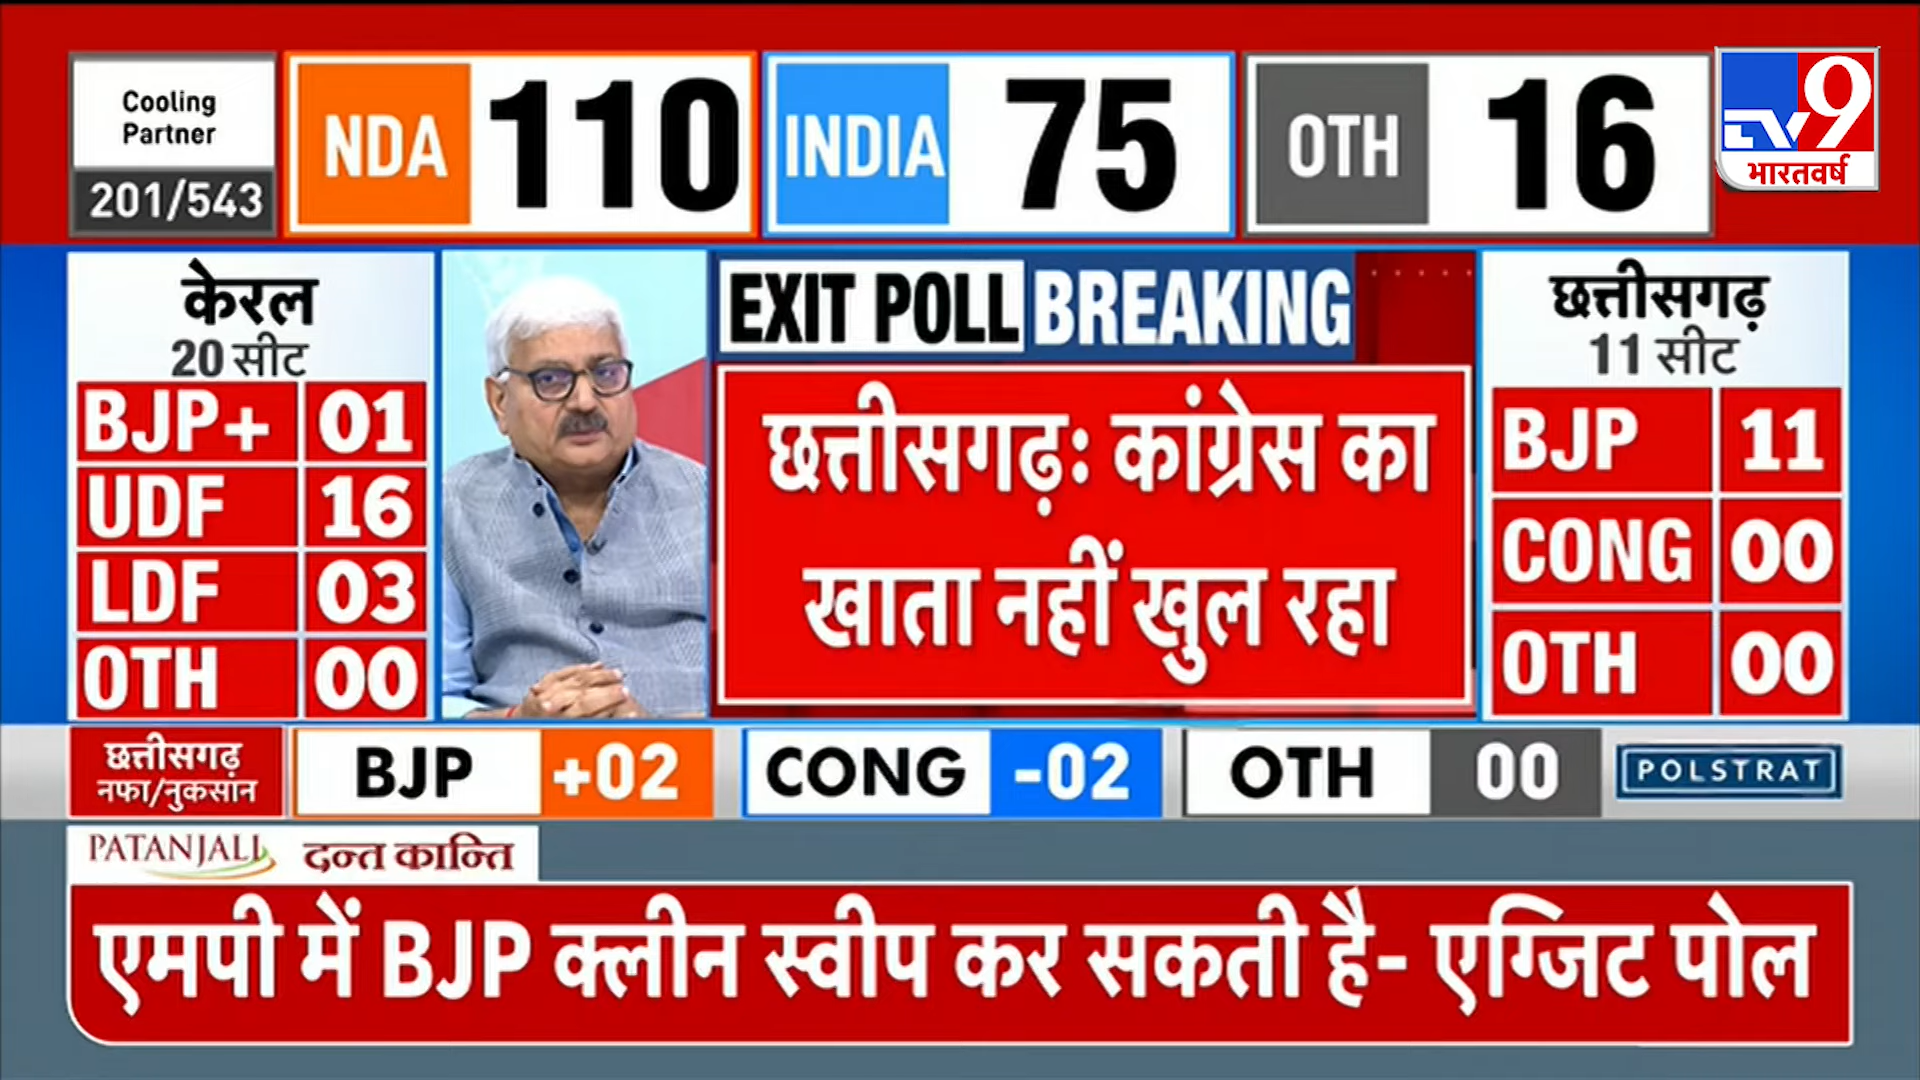 Cooling
Partner
201/543
NDA 110
INDIA 75
OTH 16
TV9
भारतवर्ष
केरल
20 सीट
BJP+ 01
UDF 16
LDF 03
OTH 00
EXIT POLL BREAKING
छत्तीसगढ़: कांग्रेस का
खाता नहीं खुल रहा
छत्तीसगढ़
11 सीट
BJP 11
CONG 00
OTH 00
छत्तीसगढ़
नफा/नुकसान
BJP +02
CONG -02
OTH 00
POLSTRAT
PATANJALI दन्त कान्ति
एमपी में BJP क्लीन स्वीप कर सकती है- एग्जिट पोल